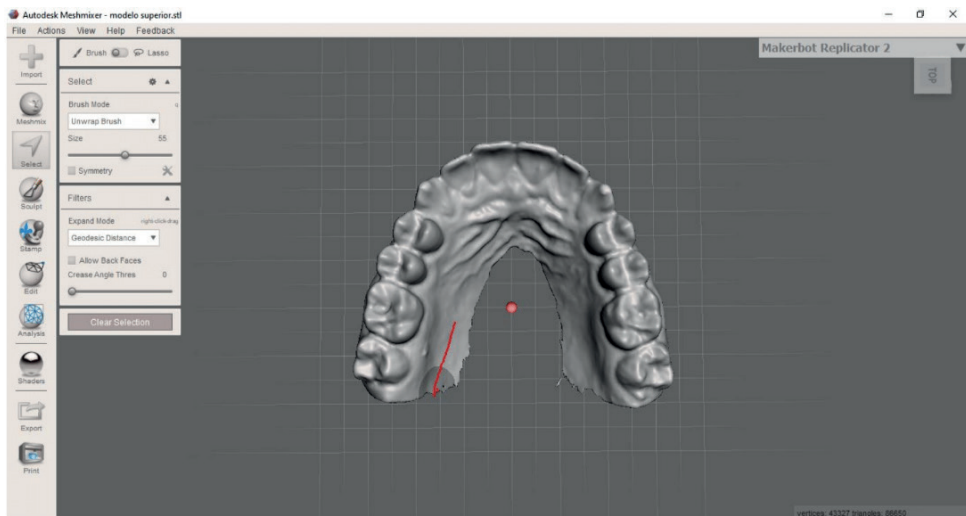 Autodesk Meshmixer - modelo superior.stl
File Actions View Help Feedback
Brush Lasso
Makerbot Replicator 2
TOP
Import
Select
Brush Mode q
Unwrap Brush
Size 55
Symmetry
Filters
Expand Mode right-click-drag
Geodesic Distance
Allow Back Faces
Crease Angle Thres 0
Clear Selection
Meshmix
Select
Sculpt
Stamp
Edit
Analysis
Shaders
Export
Print
vertices: 43327 triangles: 86650